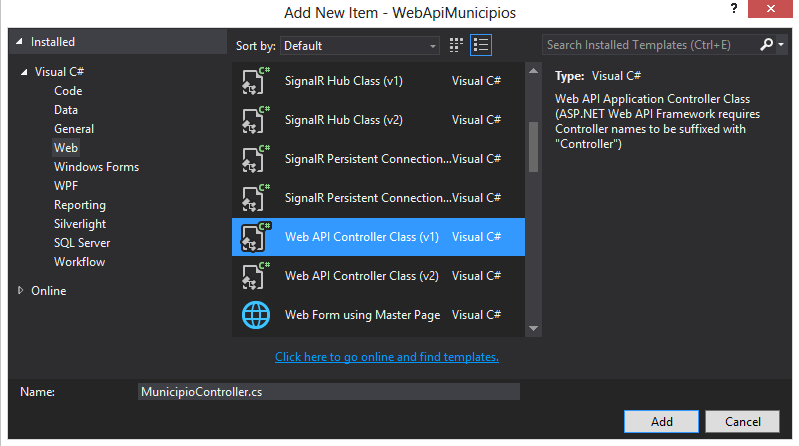 Add New Item - WebApiMunicipios
?
Installed
Sort by: Default
Search Installed Templates (Ctrl+E)
Visual C#
Code
Data
General
Web
Windows Forms
WPF
Reporting
Silverlight
SQL Server
Workflow
Online
C# SignalR Hub Class (v1) Visual C#
C# SignalR Hub Class (v2) Visual C#
C# SignalR Persistent Connection... Visual C#
C# SignalR Persistent Connection... Visual C#
C# Web API Controller Class (v1) Visual C#
C# Web API Controller Class (v2) Visual C#
Web Form using Master Page Visual C#
Click here to go online and find templates.
Type: Visual C#
Web API Application Controller Class
(ASP.NET Web API Framework requires
Controller names to be suffixed with
"Controller")
Name: MunicipioController.cs
Add Cancel